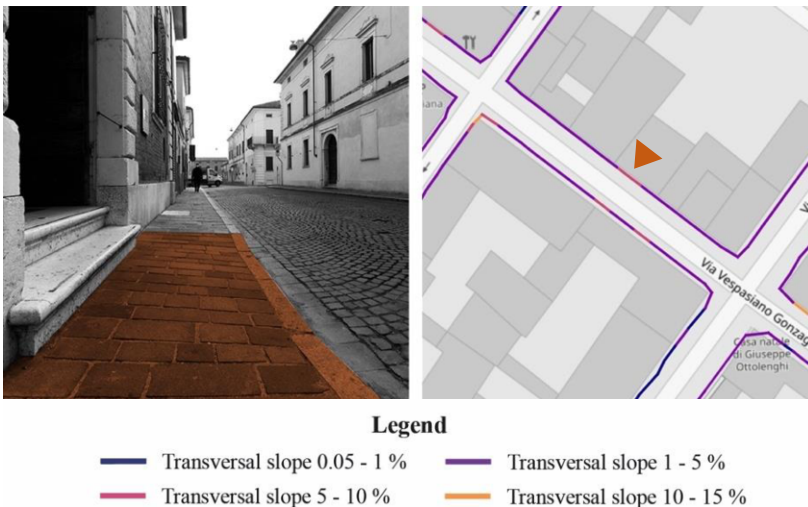 iana
Via Vespasiano Gonzag
Casa natale
di Giuseppe
Ottolenghi
Legend
Transversal slope 0.05 - 1 %
Transversal slope 1 - 5 %
Transversal slope 5 - 10 %
Transversal slope 10 - 15 %